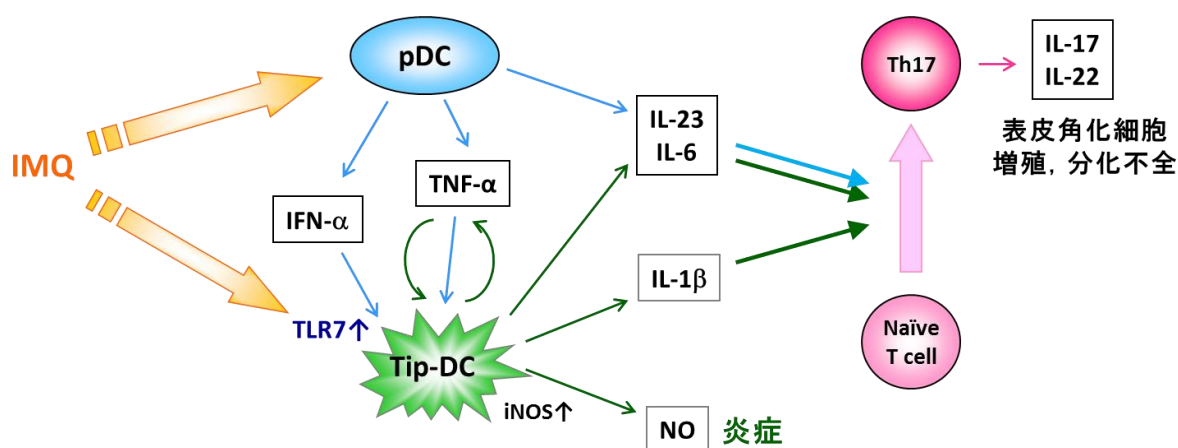 pDC
IMQ
IFN-α
TNF-α
TLR7↑
Tip-DC
iNOS↑
IL-23
IL-6
IL-1β
NO
炎症
Th17
Naïve
T cell
IL-17
IL-22
表皮角化細胞
増殖, 分化不全